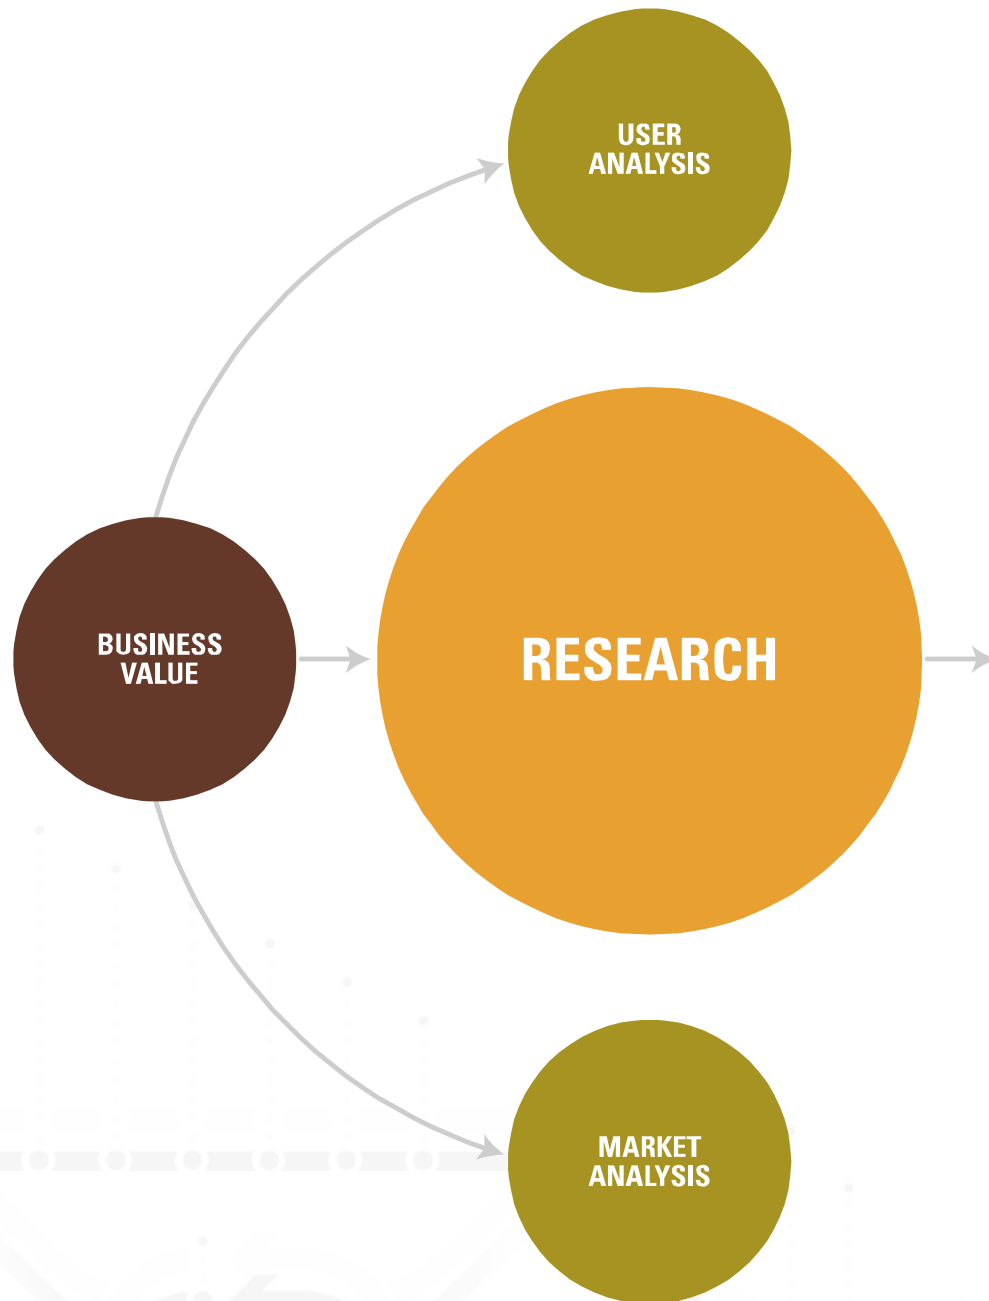 USER
ANALYSIS
BUSINESS
VALUE
RESEARCH
MARKET
ANALYSIS